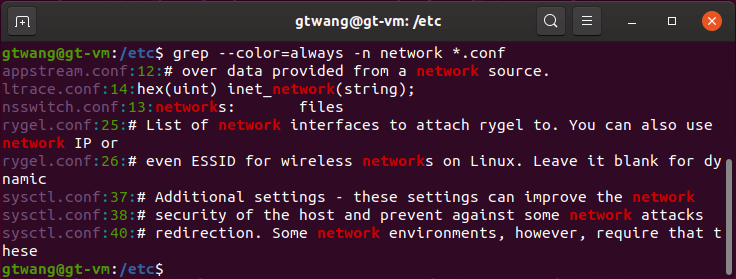 gtwang@gt-vm: /etc
gtwang@gt-vm:/etc$ grep --color=always -n network *.conf
appstream.conf:12:# over data provided from a network source.
ltrace.conf:14:hex(uint) inet_network(string);
nsswitch.conf:13:networks:       files
rygel.conf:25:# List of network interfaces to attach rygel to. You can also use
network IP or
rygel.conf:26:# even ESSID for wireless networks on Linux. Leave it blank for dy
namic
sysctl.conf:37:# Additional settings - these settings can improve the network
sysctl.conf:38:# security of the host and prevent against some network attacks
sysctl.conf:40:# redirection. Some network environments, however, require that t
hese
gtwang@gt-vm:/etc$